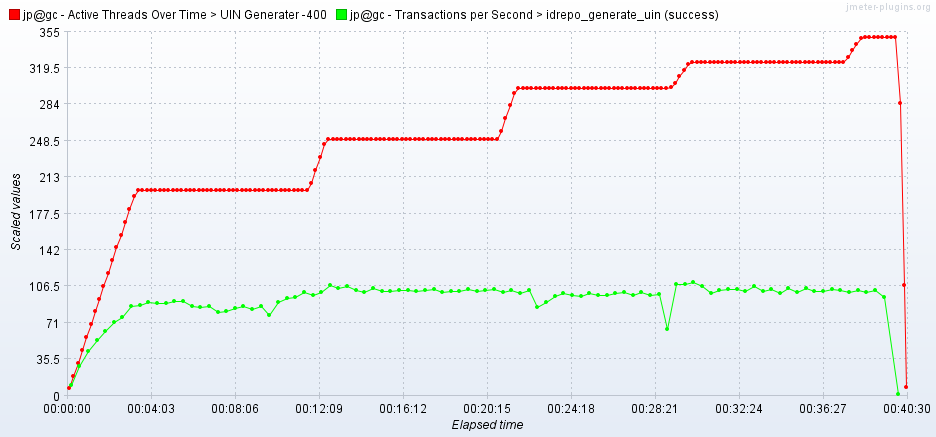 jp@gc - Active Threads Over Time > UIN Generater -400 jp@gc - Transactions per Second > idrepo_generate_uin (success)
jmeter-plugins.org
355
319.5
284
248.5
213
177.5
142
106.5
71
35.5
0
Scaled values
00:00:00 00:04:03 00:08:06 00:12:09 00:16:12 00:20:15 00:24:18 00:28:21 00:32:24 00:36:27 00:40:30
Elapsed time